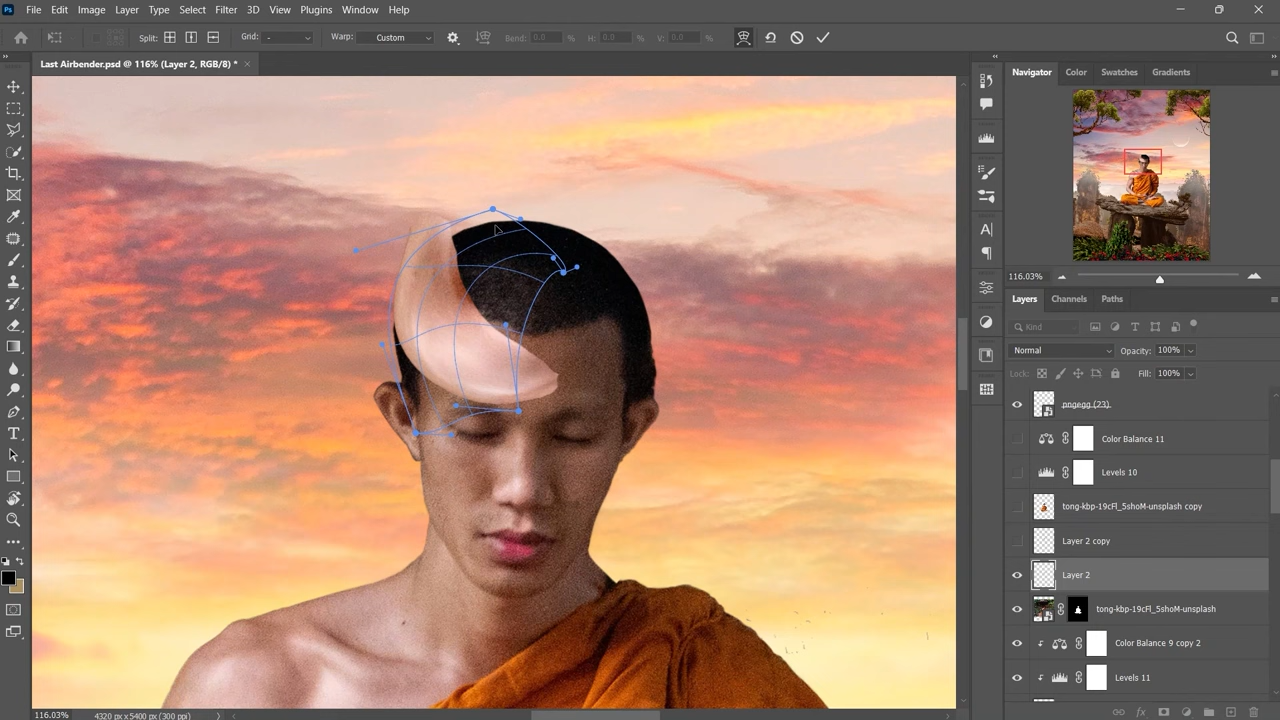 Ps File Edit Image Layer Type Select Filter 3D View Plugins Window Help
Split: Grid: - Warp: Custom Bend: 0.0 % H: 0.0 % V: 0.0 %
Last Airbender.psd @ 116% (Layer 2, RGB/8) * ×
Navigator Color Swatches Gradients
116.03%
Layers Channels Paths
Kind
Normal Opacity: 100%
Lock: Fill: 100%
pngegg (23)
Color Balance 11
Levels 10
tong-kbp-19cFl_5shoM-unsplash copy
Layer 2 copy
Layer 2
tong-kbp-19cFl_5shoM-unsplash
Color Balance 9 copy 2
Levels 11
116.03% 4320 px x 5400 px (300 ppi)